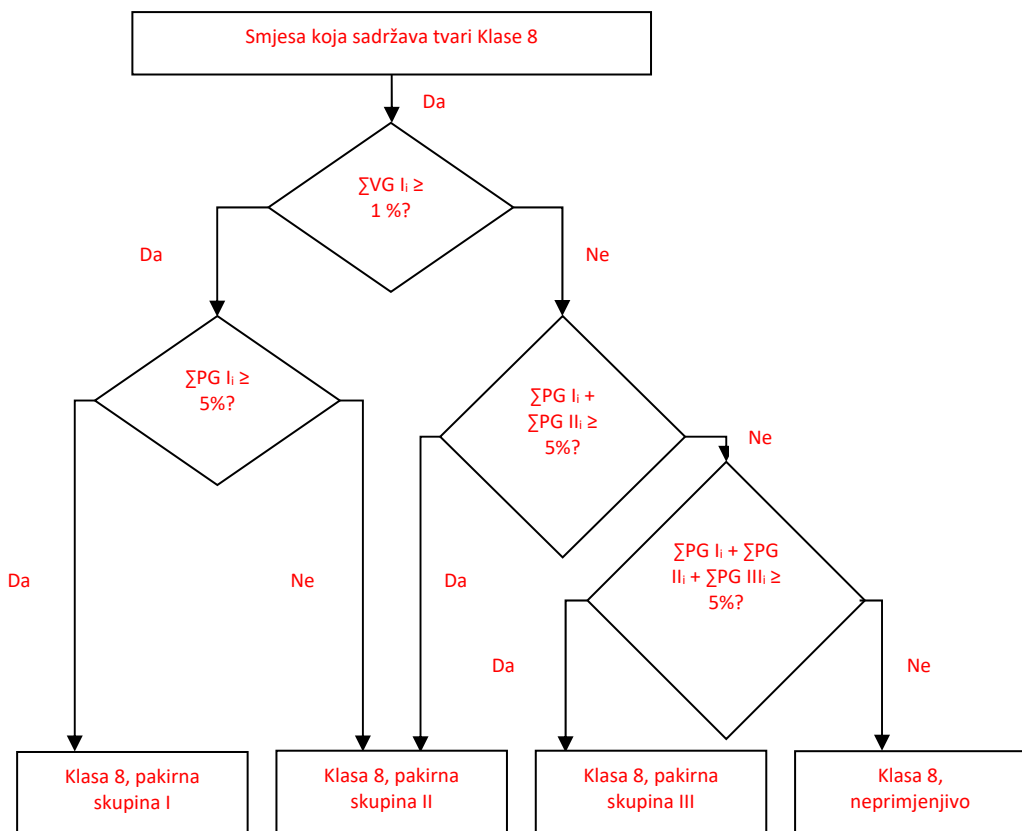 Smjesa koja sadržava tvari Klase 8
Da
∑VG Iᵢ ≥
1 %?
Da
Ne
∑PG Iᵢ ≥
5%?
∑PG Iᵢ +
∑PG IIᵢ ≥
5%?
Ne
∑PG Iᵢ + ∑PG
IIᵢ + ∑PG IIIᵢ ≥
5%?
Da
Ne
Da
Da
Ne
Klasa 8, pakirna
skupina I
Klasa 8, pakirna
skupina II
Klasa 8, pakirna
skupina III
Klasa 8,
neprimjenjivo